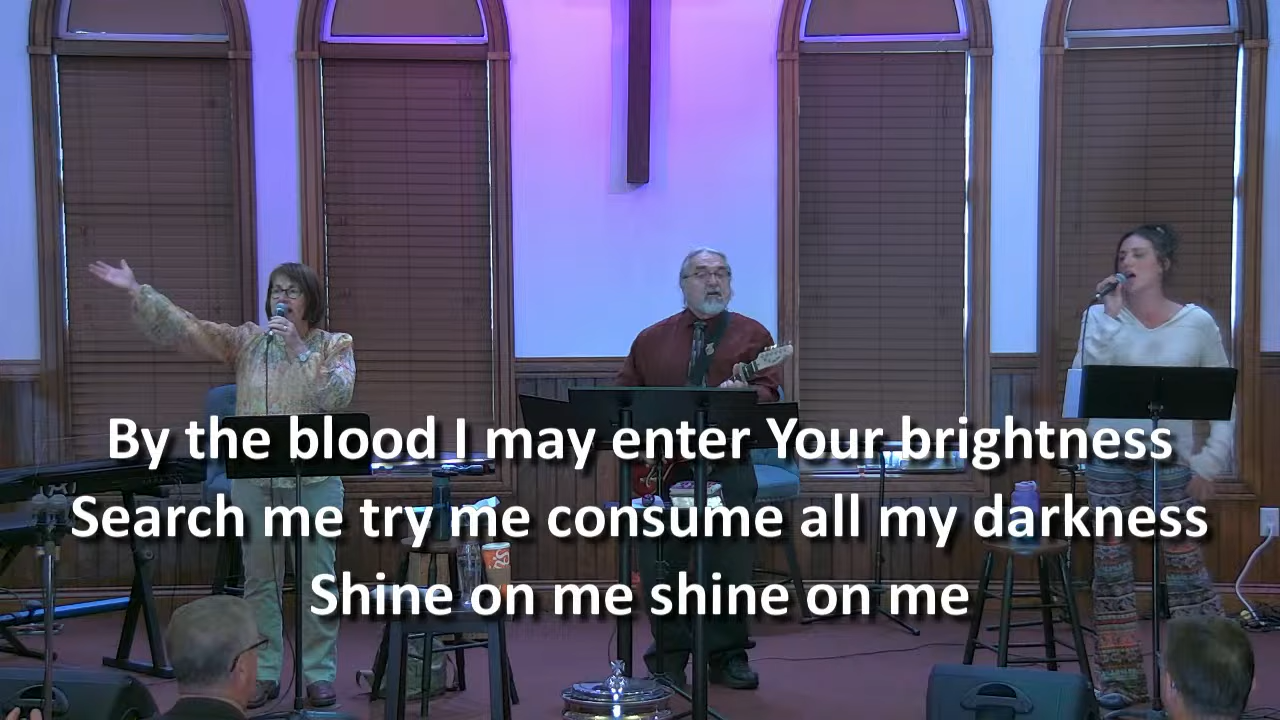 By the blood I may enter Your brightness
Search me try me consume all my darkness
Shine on me shine on me